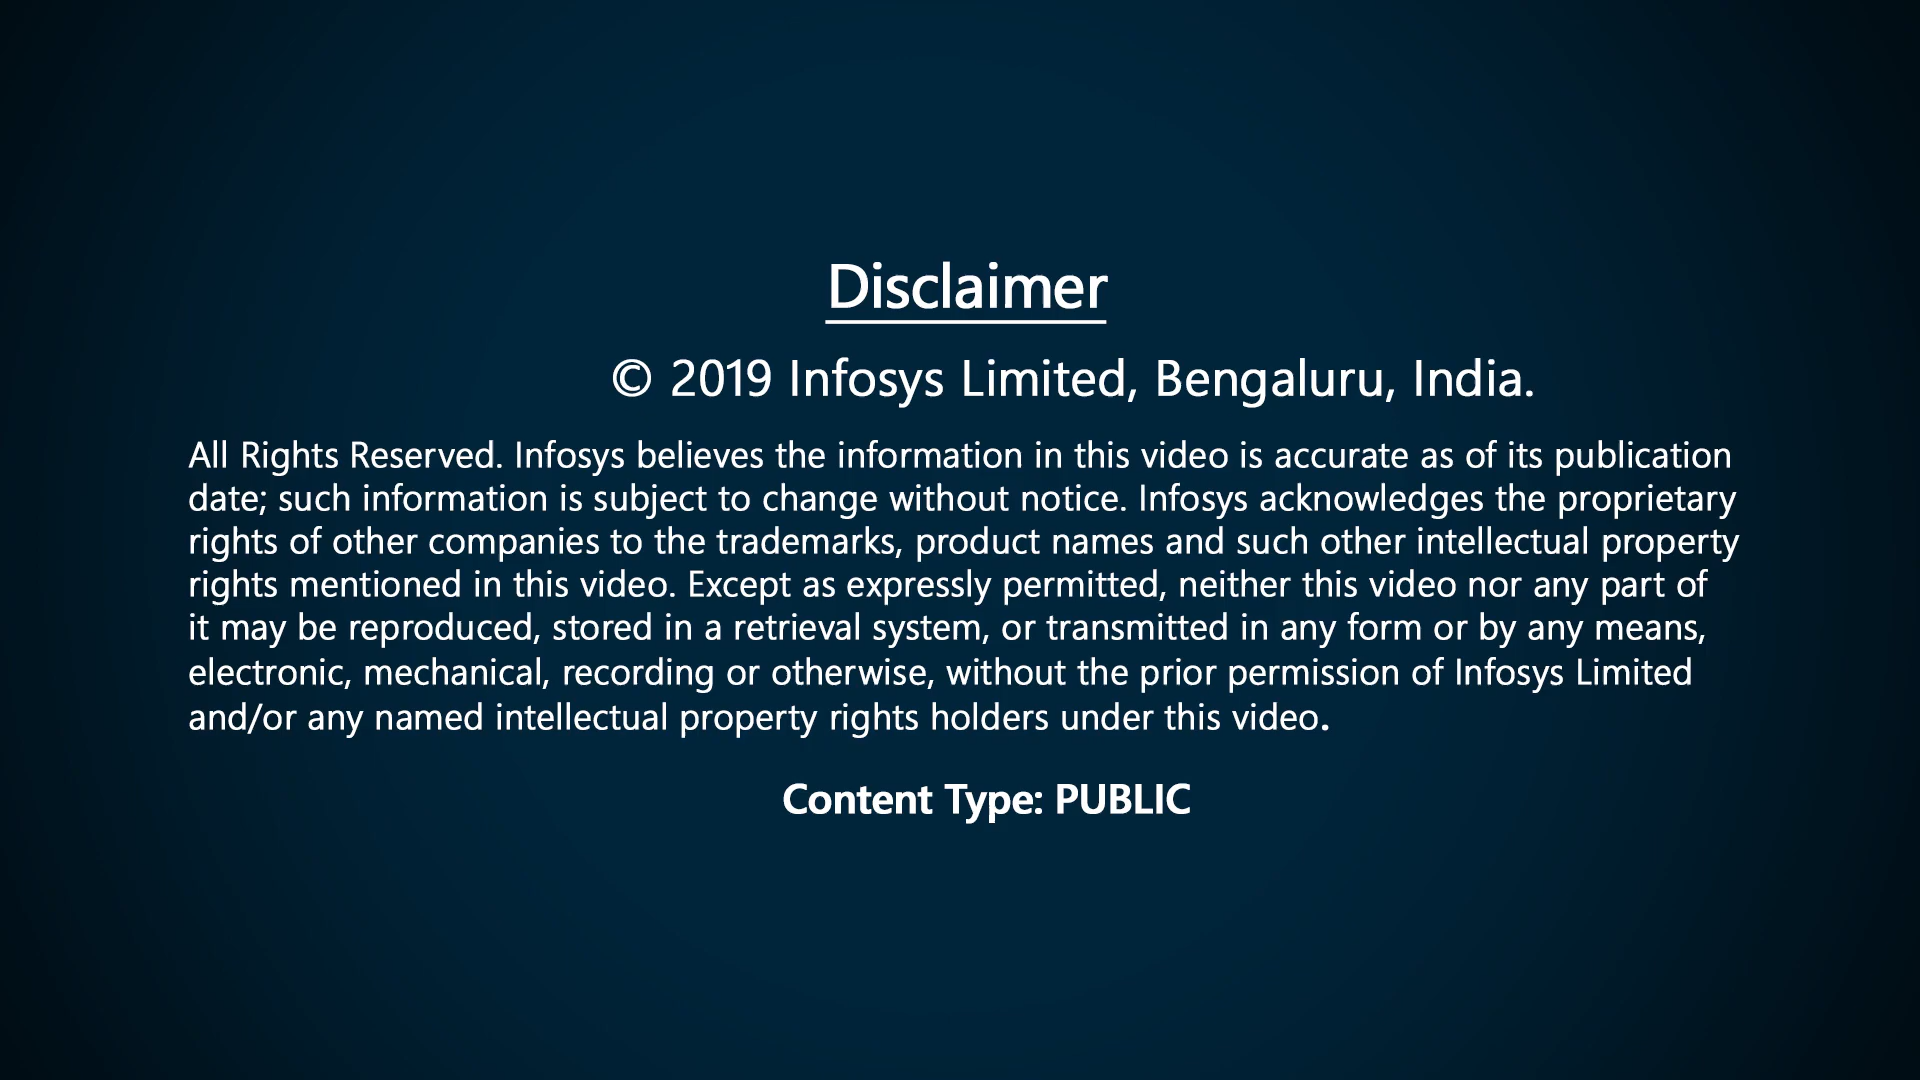 Disclaimer
© 2019 Infosys Limited, Bengaluru, India.
All Rights Reserved. Infosys believes the information in this video is accurate as of its publication
date; such information is subject to change without notice. Infosys acknowledges the proprietary
rights of other companies to the trademarks, product names and such other intellectual property
rights mentioned in this video. Except as expressly permitted, neither this video nor any part of
it may be reproduced, stored in a retrieval system, or transmitted in any form or by any means,
electronic, mechanical, recording or otherwise, without the prior permission of Infosys Limited
and/or any named intellectual property rights holders under this video.
Content Type: PUBLIC